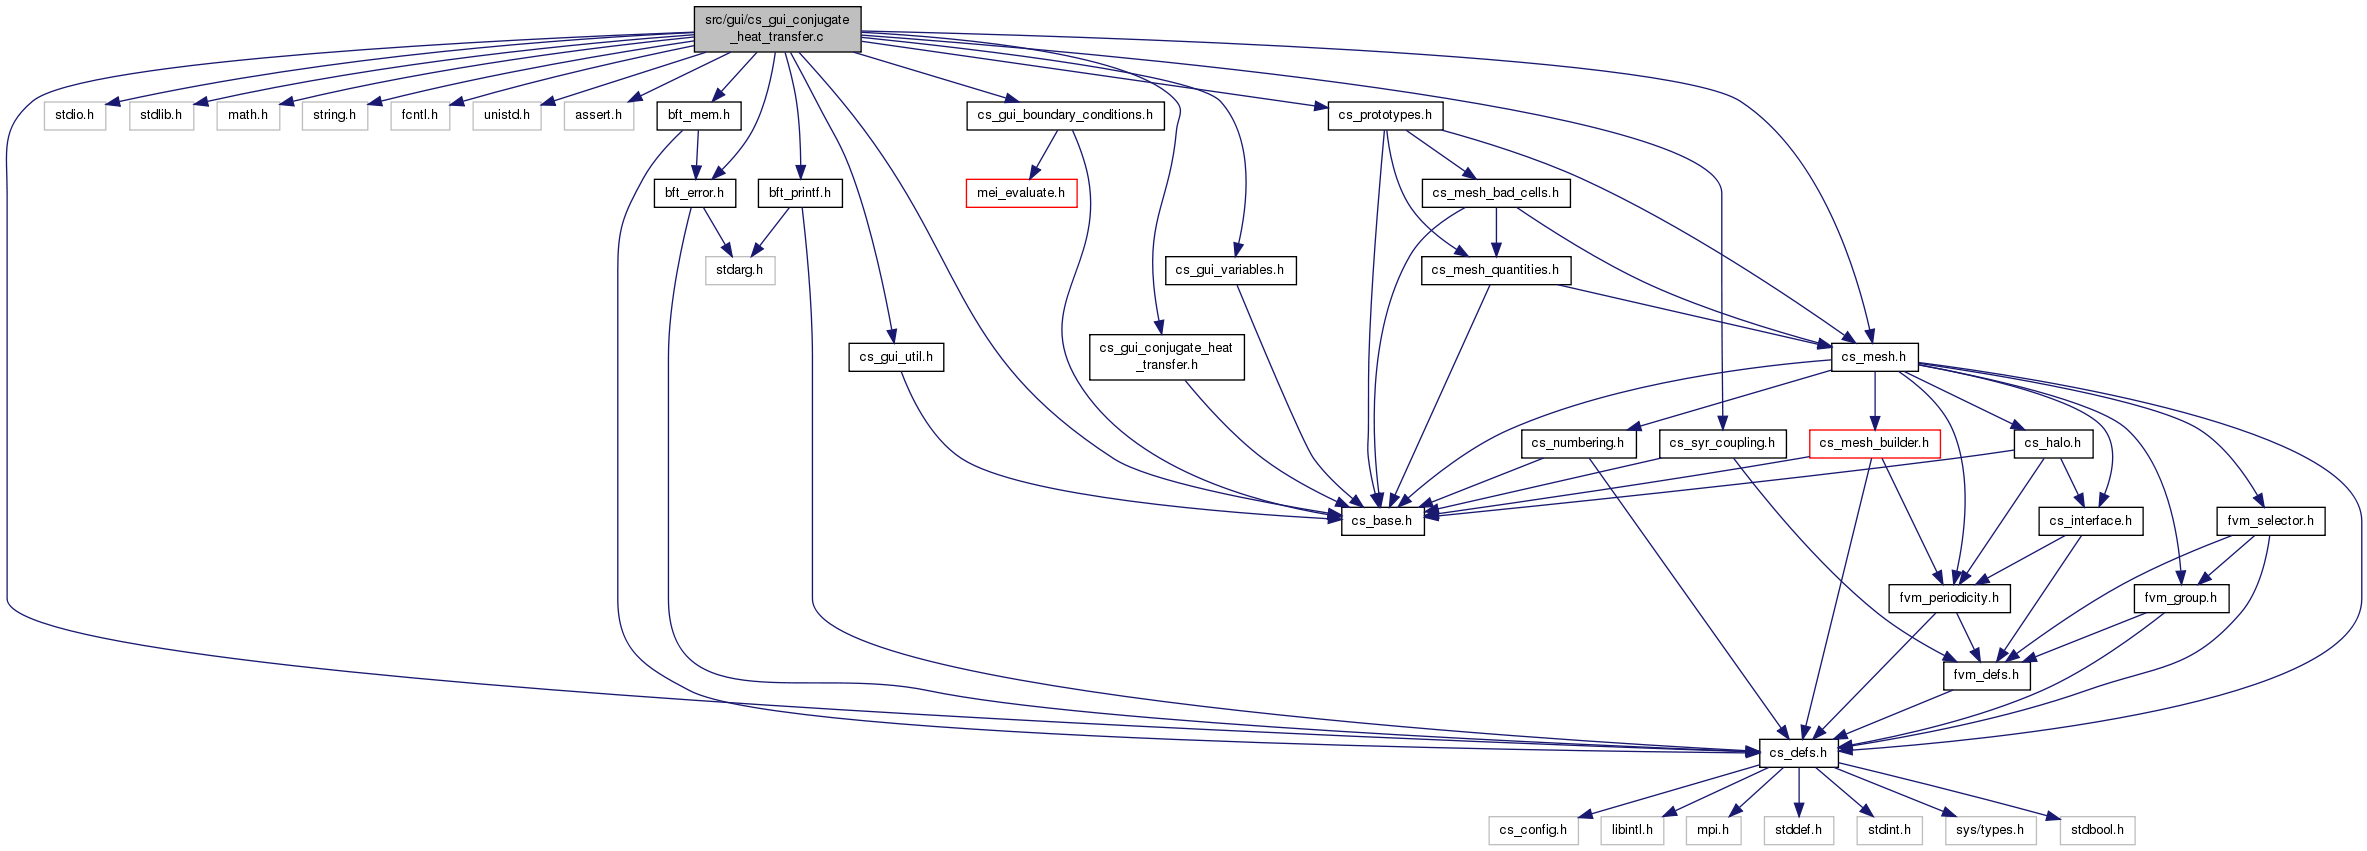 src/gui/cs_gui_conjugate
_heat_transfer.c
stdio.h
stdlib.h
math.h
string.h
fcntl.h
unistd.h
assert.h
bft_mem.h
cs_gui_boundary_conditions.h
cs_prototypes.h
bft_error.h
bft_printf.h
mei_evaluate.h
cs_mesh_bad_cells.h
stdarg.h
cs_gui_variables.h
cs_mesh_quantities.h
cs_gui_util.h
cs_gui_conjugate_heat
_transfer.h
cs_mesh.h
cs_numbering.h
cs_syr_coupling.h
cs_mesh_builder.h
cs_halo.h
cs_base.h
cs_interface.h
fvm_selector.h
fvm_periodicity.h
fvm_group.h
fvm_defs.h
cs_defs.h
cs_config.h
libintl.h
mpi.h
stddef.h
stdint.h
sys/types.h
stdbool.h